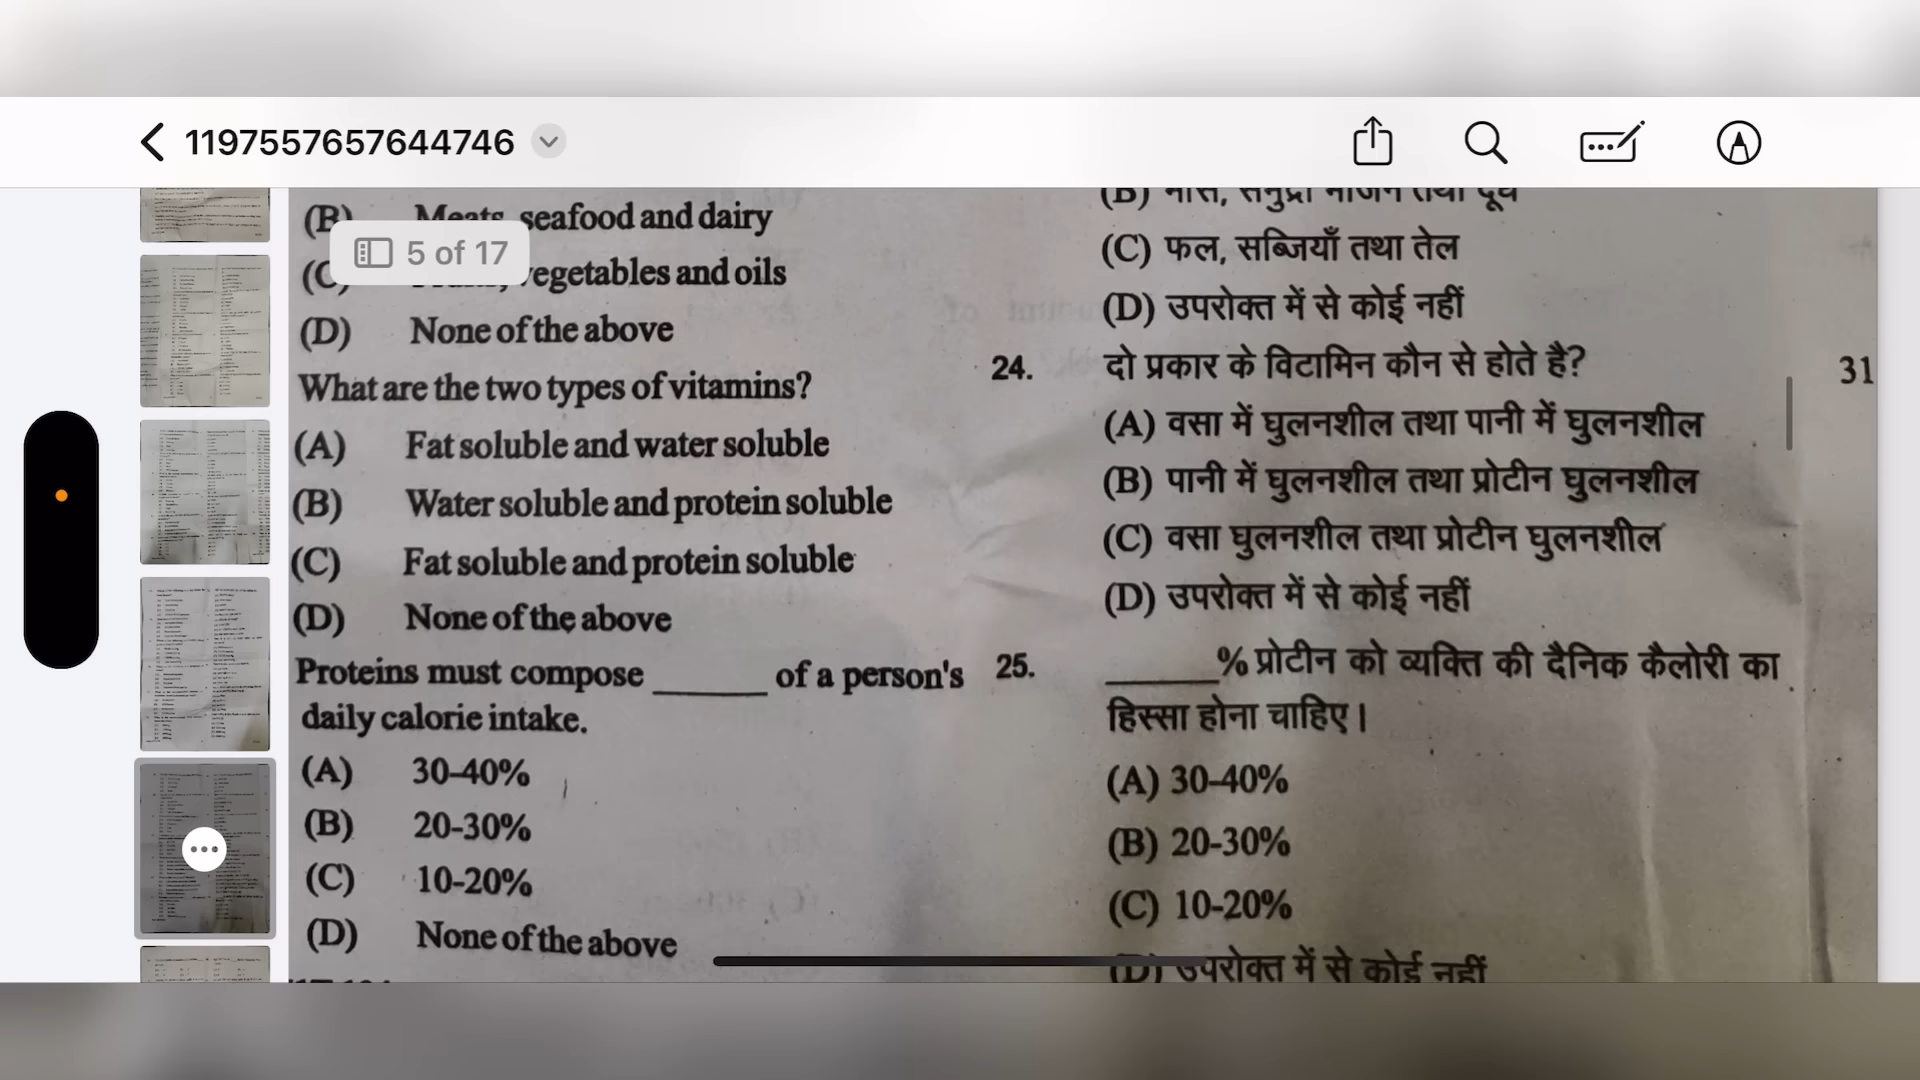 1197557657644746
5 of 17
(B) Meats, seafood and dairy
vegetables and oils
(D) None of the above
What are the two types of vitamins?
(A) Fat soluble and water soluble
(B) Water soluble and protein soluble
(C) Fat soluble and protein soluble
(D) None of the above
Proteins must compose ______ of a person's
daily calorie intake.
(A) 30-40%
(B) 20-30%
(C) 10-20%
(D) None of the above
(B) मांस, समुद्री भोजन तथा दूध
(C) फल, सब्जियाँ तथा तेल
(D) उपरोक्त में से कोई नहीं
24. दो प्रकार के विटामिन कौन से होते है?
(A) वसा में घुलनशील तथा पानी में घुलनशील
(B) पानी में घुलनशील तथा प्रोटीन घुलनशील
(C) वसा घुलनशील तथा प्रोटीन घुलनशील
(D) उपरोक्त में से कोई नहीं
25. ______% प्रोटीन को व्यक्ति की दैनिक कैलोरी का
हिस्सा होना चाहिए।
(A) 30-40%
(B) 20-30%
(C) 10-20%
(D) उपरोक्त में से कोई नहीं
31